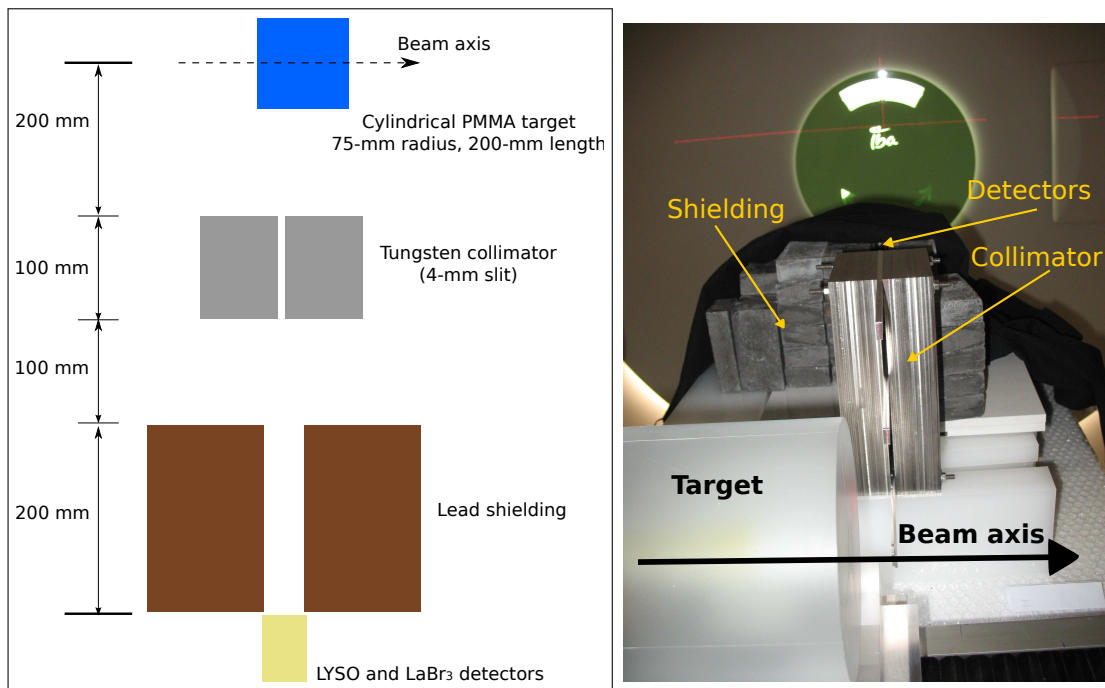 Beam axis
200 mm
Cylindrical PMMA target
75-mm radius, 200-mm length
100 mm
Tungsten collimator
(4-mm slit)
100 mm
200 mm
Lead shielding
LYSO and LaBr₃ detectors
iba
Detectors
Shielding
Collimator
Target
Beam axis